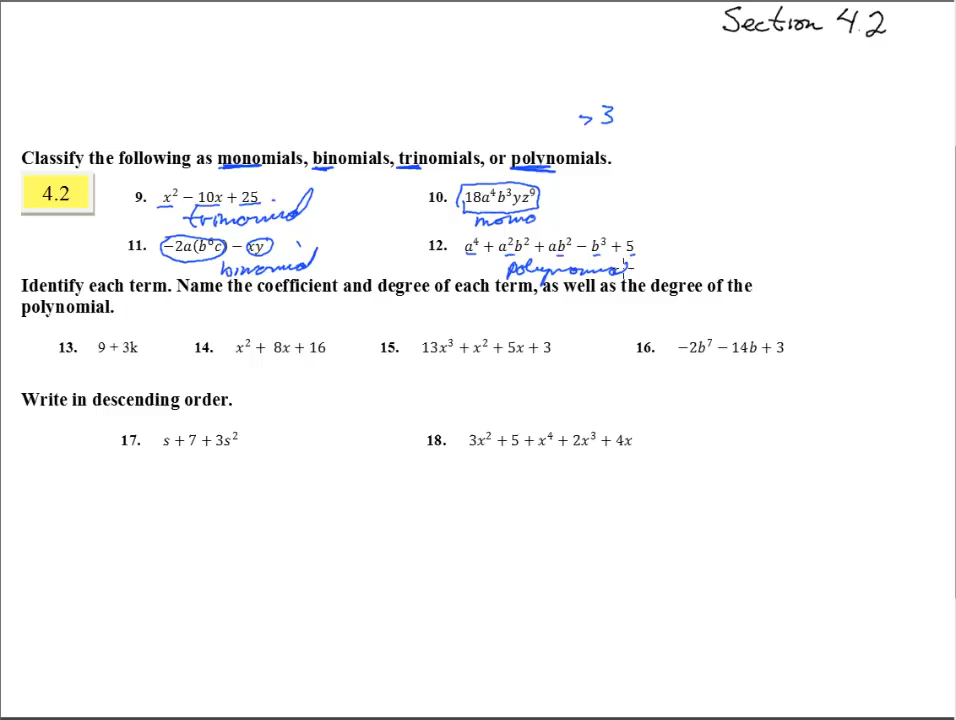 Section 4.2
> 3
Classify the following as monomials, binomials, trinomials, or polynomials.
4.2
9. x² − 10x + 25
trinomial
10. 18a⁴b³yz⁹
mono
11. −2a(b⁶c) − xy
binomial
12. a⁴ + a²b² + ab² − b³ + 5
polynomial
Identify each term. Name the coefficient and degree of each term, as well as the degree of the
polynomial.
13. 9 + 3k 14. x² + 8x + 16 15. 13x³ + x² + 5x + 3 16. −2b⁷ − 14b + 3
Write in descending order.
17. s + 7 + 3s² 18. 3x² + 5 + x⁴ + 2x³ + 4x